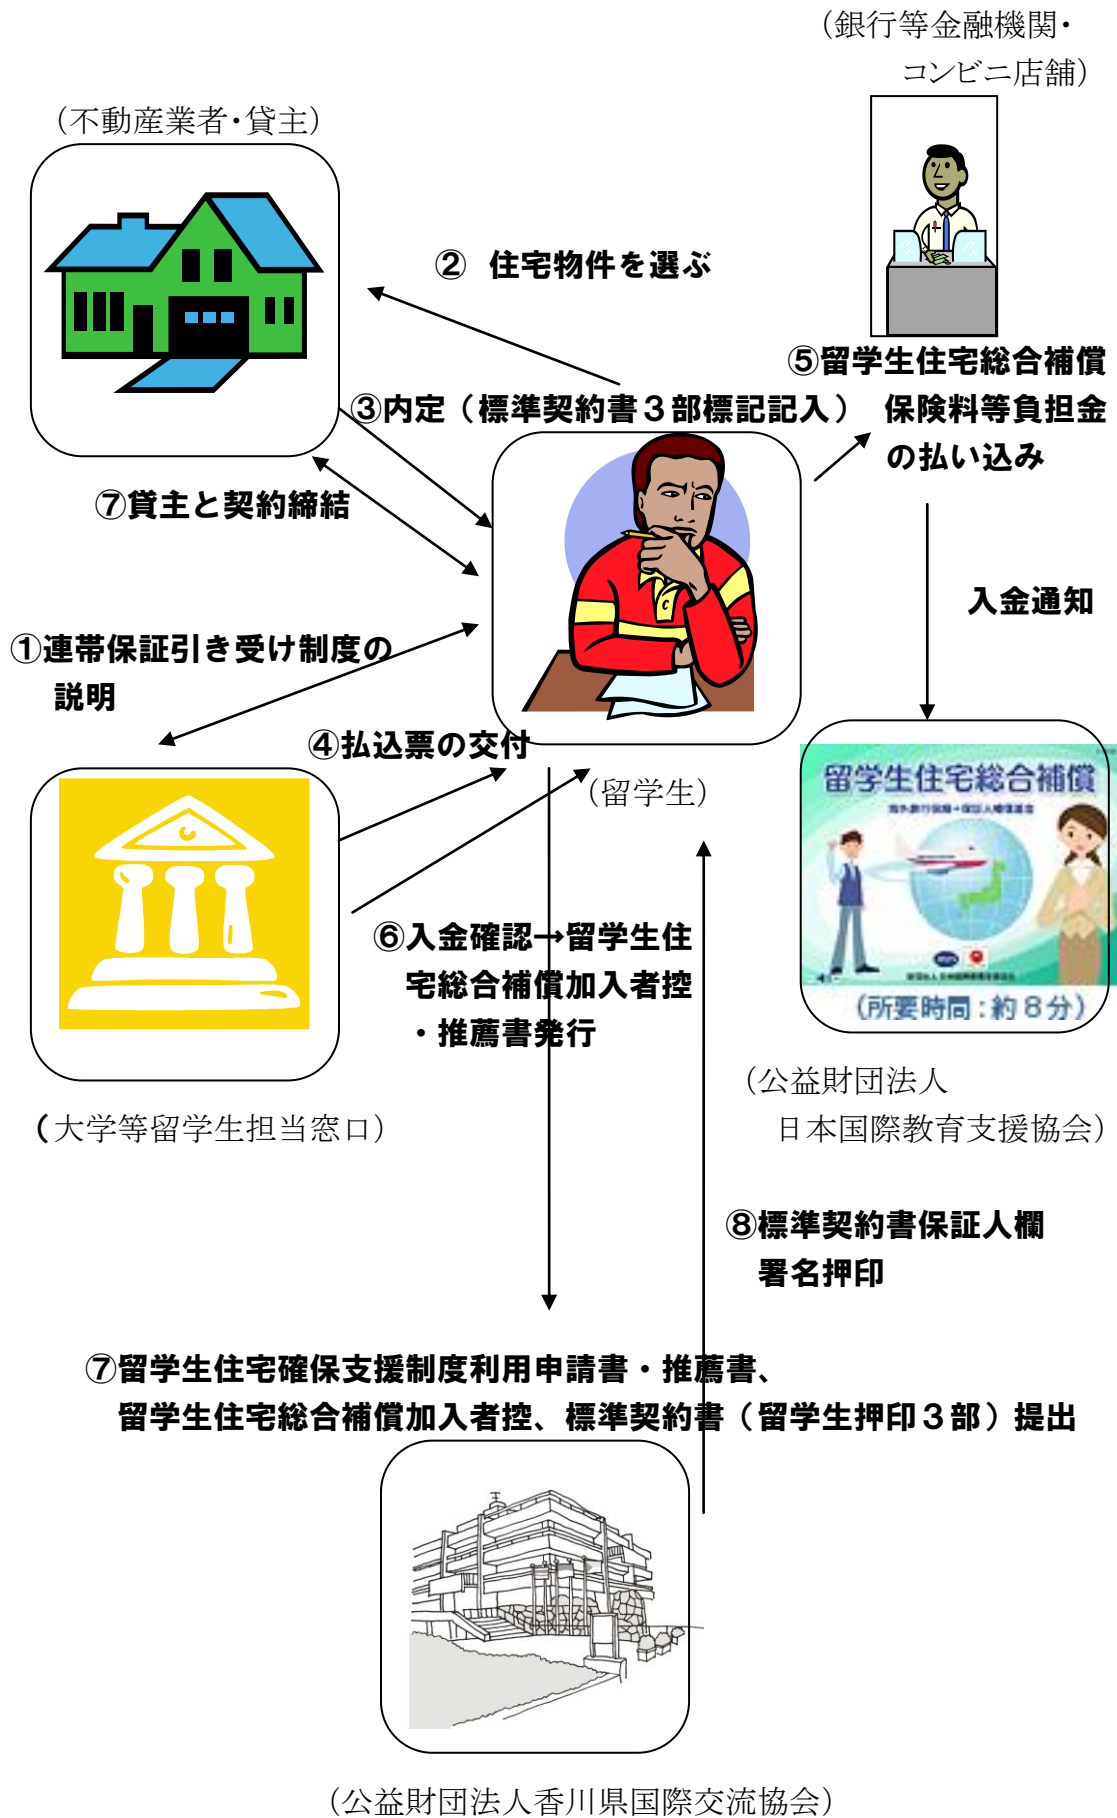 （銀行等金融機関・
コンビニ店舗）
（不動産業者・貸主）
② 住宅物件を選ぶ
⑤留学生住宅総合補償
保険料等負担金
の払い込み
③内定（標準契約書３部標記記入）
⑦貸主と契約締結
入金通知
①連帯保証引き受け制度の
説明
④払込票の交付
（留学生）
留学生住宅総合補償
（所要時間：約８分）
⑥入金確認→留学生住
宅総合補償加入者控
・推薦書発行
（公益財団法人
日本国際教育支援協会）
（大学等留学生担当窓口）
⑧標準契約書保証人欄
署名押印
⑦留学生住宅確保支援制度利用申請書・推薦書、
留学生住宅総合補償加入者控、標準契約書（留学生押印３部）提出
（公益財団法人香川県国際交流協会）